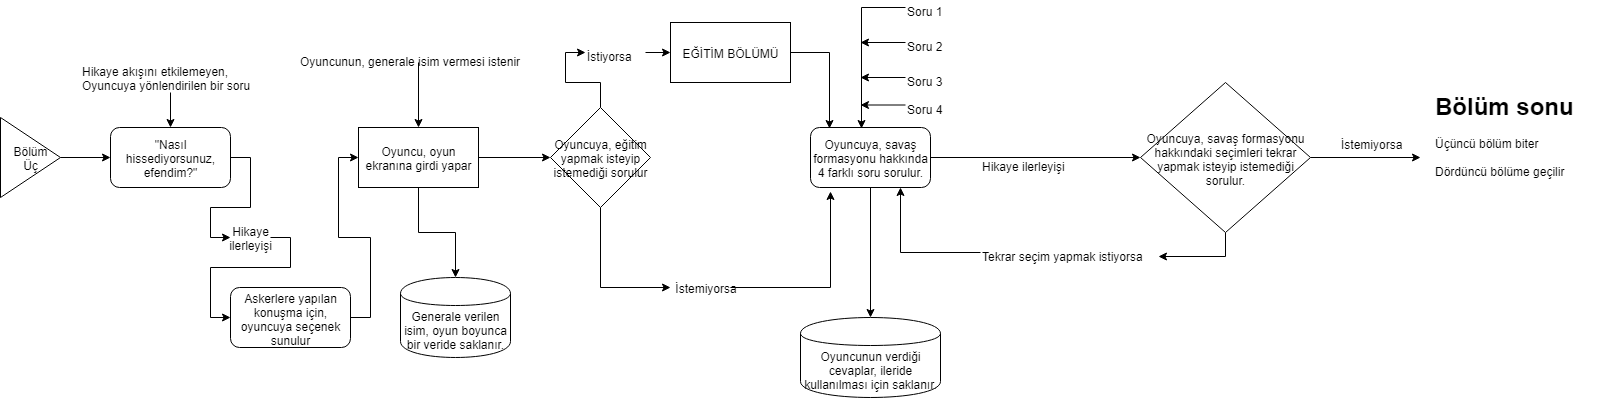 Bölüm
Üç
Hikaye akışını etkilemeyen,
Oyuncuya yönlendirilen bir soru
"Nasıl
hissediyorsunuz,
efendim?"
Hikaye
ilerleyişi
Askerlere yapılan
konuşma için,
oyuncuya seçenek
sunulur
Oyuncunun, generale isim vermesi istenir
Oyuncu, oyun
ekranına girdi yapar
Generale verilen
isim, oyun boyunca
bir veride saklanır.
Oyuncuya, eğitim
yapmak isteyip
istemediği sorulur
İstiyorsa
EĞİTİM BÖLÜMÜ
İstemiyorsa
Soru 1
Soru 2
Soru 3
Soru 4
Oyuncuya, savaş
formasyonu hakkında
4 farklı soru sorulur.
Oyuncunun verdiği
cevaplar, ileride
kullanılması için saklanır
Hikaye ilerleyişi
Oyuncuya, savaş formasyonu
hakkındaki seçimleri tekrar
yapmak isteyip istemediği
sorulur.
Tekrar seçim yapmak istiyorsa
İstemiyorsa
Bölüm sonu
Üçüncü bölüm biter
Dördüncü bölüme geçilir